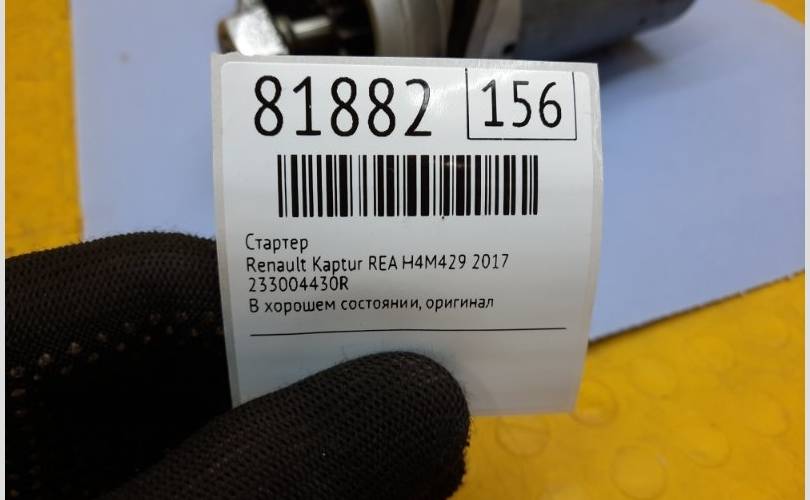 81882 156
Стартер
Renault Kaptur REA H4M429 2017
233004430R
В хорошем состоянии, оригинал